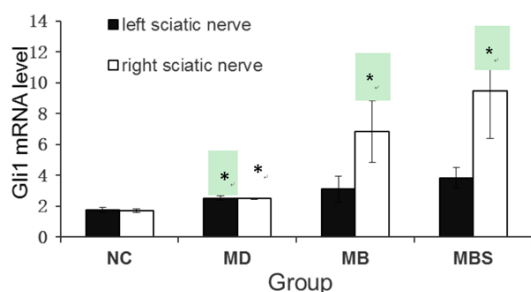 14
12
10
8
6
4
2
0
Gli1 mRNA level
left sciatic nerve
right sciatic nerve
* *
*
*
NC MD MB MBS
Group